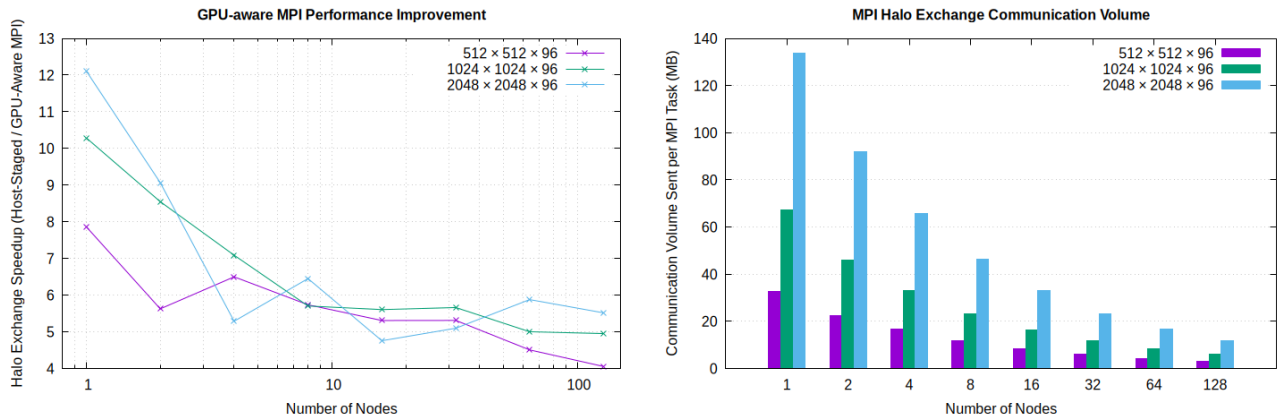 GPU-aware MPI Performance Improvement
Halo Exchange Speedup (Host-Staged / GPU-Aware MPI)
13
12
11
10
9
8
7
6
5
4
512 × 512 × 96
1024 × 1024 × 96
2048 × 2048 × 96
1
10
100
Number of Nodes
MPI Halo Exchange Communication Volume
Communication Volume Sent per MPI Task (MB)
140
120
100
80
60
40
20
0
512 × 512 × 96
1024 × 1024 × 96
2048 × 2048 × 96
1
2
4
8
16
32
64
128
Number of Nodes